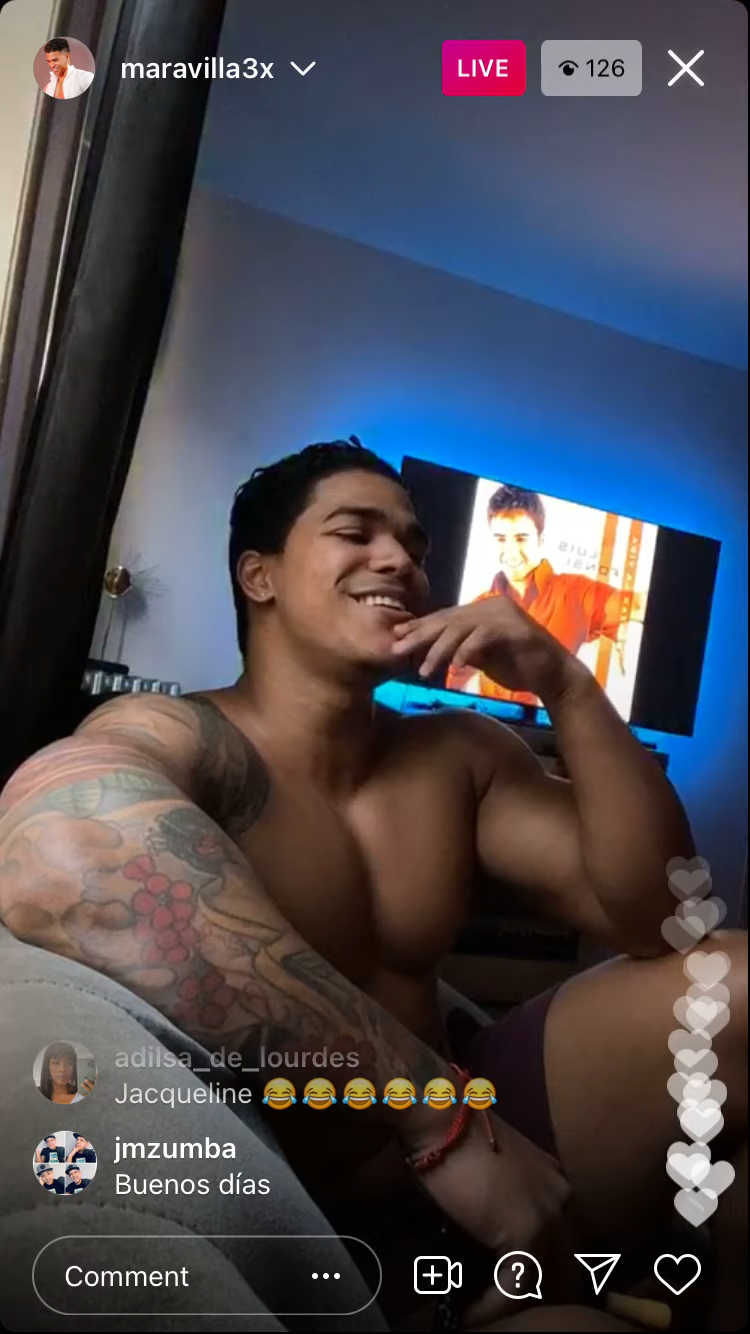 maravilla3x
LIVE
126
LUIS
FONSI
adilsa_de_lourdes
Jacqueline 😂😂😂😂😂😂
jmzumba
Buenos días
Comment